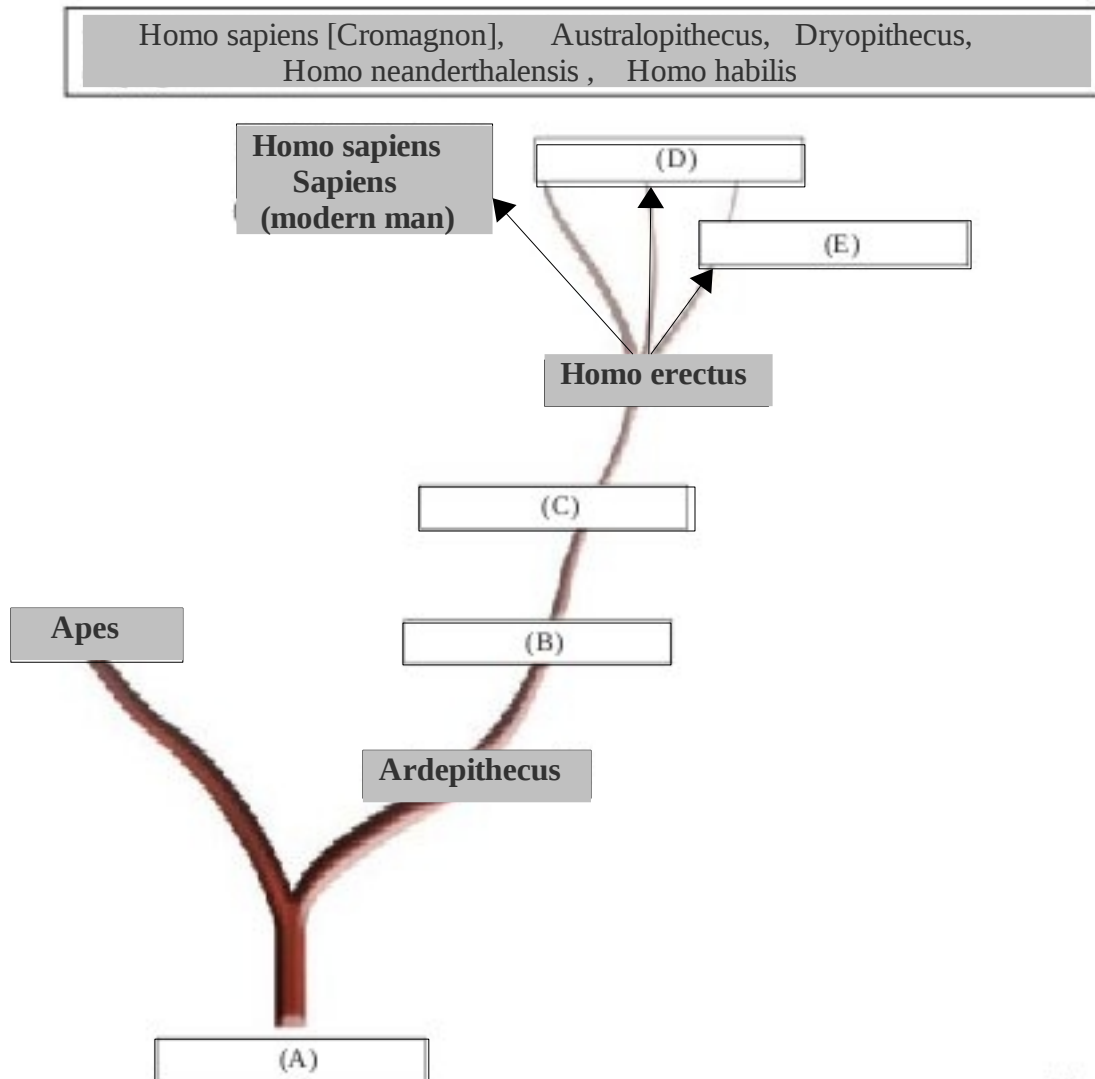 Homo sapiens [Cromagnon], Australopithecus, Dryopithecus,
Homo neanderthalensis , Homo habilis
Homo sapiens
Sapiens
(modern man)
(D)
(E)
Homo erectus
(C)
Apes
(B)
Ardepithecus
(A)